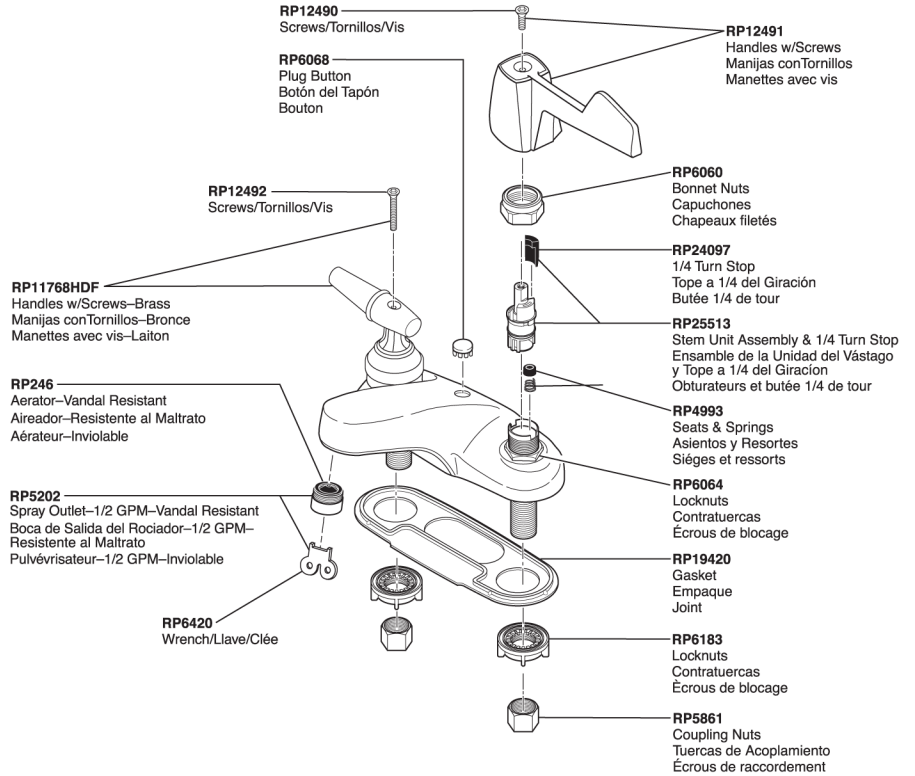 RP12490
Screws/Tornillos/Vis
RP6068
Plug Button
Botón del Tapón
Bouton
RP12491
Handles w/Screws
Manijas conTornillos
Manettes avec vis
RP12492
Screws/Tornillos/Vis
RP11768HDF
Handles w/Screws–Brass
Manijas conTornillos–Bronce
Manettes avec vis–Laiton
RP246
Aerator–Vandal Resistant
Aireador–Resistente al Maltrato
Aérateur–Inviolable
RP5202
Spray Outlet–1/2 GPM–Vandal Resistant
Boca de Salida del Rociador–1/2 GPM–
Resistente al Maltrato
Pulvévrisateur–1/2 GPM–Inviolable
RP6420
Wrench/Llave/Clée
RP6060
Bonnet Nuts
Capuchones
Chapeaux filetés
RP24097
1/4 Turn Stop
Tope a 1/4 del Giración
Butée 1/4 de tour
RP25513
Stem Unit Assembly & 1/4 Turn Stop
Ensamble de la Unidad del Vástago
y Tope a 1/4 del Giracíon
Obturateurs et butée 1/4 de tour
RP4993
Seats & Springs
Asientos y Resortes
Siéges et ressorts
RP6064
Locknuts
Contratuercas
Écrous de blocage
RP19420
Gasket
Empaque
Joint
RP6183
Locknuts
Contratuercas
Ècrous de blocage
RP5861
Coupling Nuts
Tuercas de Acoplamiento
Écrous de raccordement